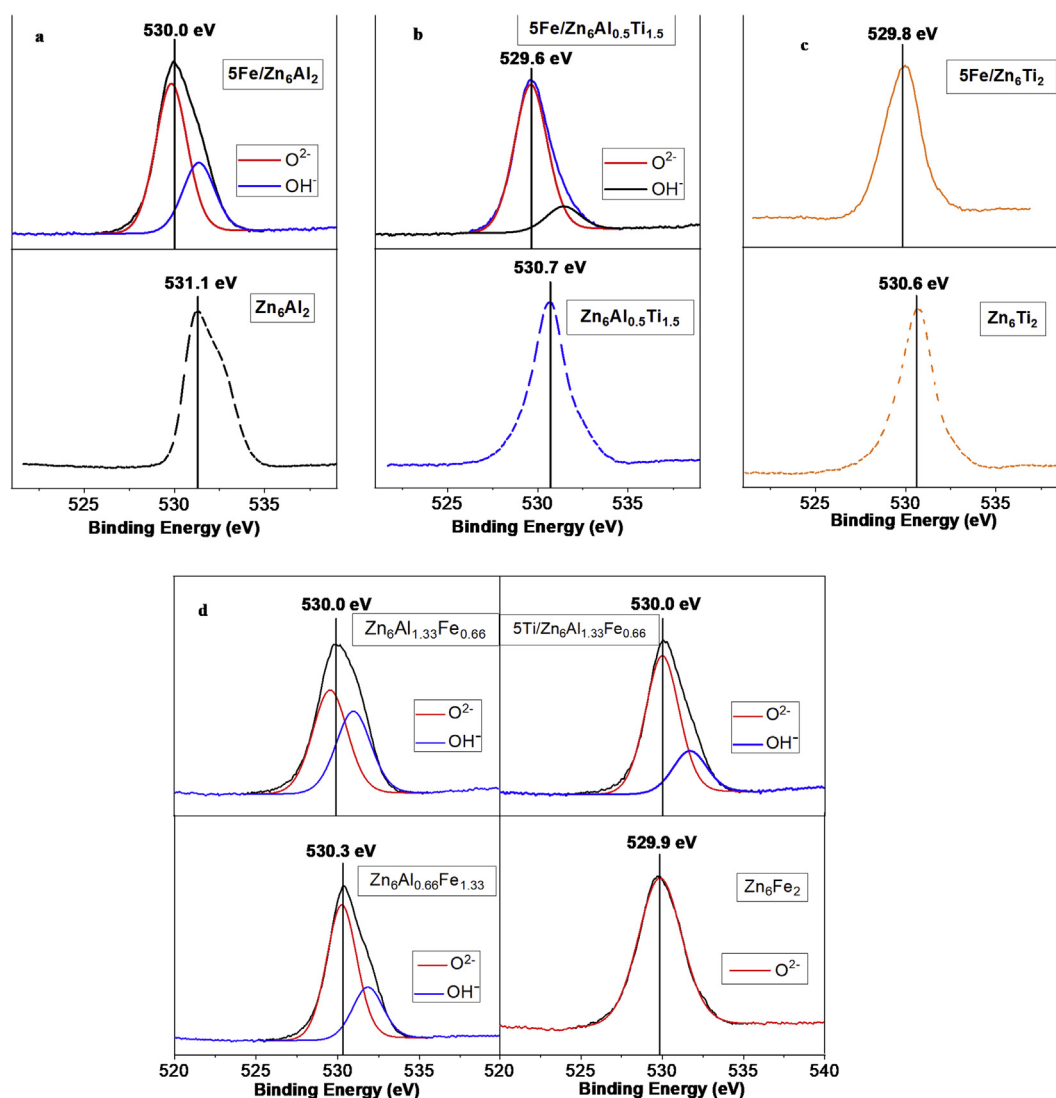 a
530.0 eV
5Fe/Zn₆Al₂
O²⁻
OH⁻
531.1 eV
Zn₆Al₂
525 530 535
Binding Energy (eV)
b
5Fe/Zn₆Al₀.₅Ti₁.₅
529.6 eV
O²⁻
OH⁻
530.7 eV
Zn₆Al₀.₅Ti₁.₅
525 530 535
Binding Energy (eV)
c
529.8 eV
5Fe/Zn₆Ti₂
530.6 eV
Zn₆Ti₂
525 530 535
Binding Energy (eV)
d
530.0 eV
Zn₆Al₁.₃₃Fe₀.₆₆
O²⁻
OH⁻
530.0 eV
5Ti/Zn₆Al₁.₃₃Fe₀.₆₆
O²⁻
OH⁻
530.3 eV
Zn₆Al₀.₆₆Fe₁.₃₃
O²⁻
OH⁻
529.9 eV
Zn₆Fe₂
O²⁻
520 525 530 535 520 525 530 535 540
Binding Energy (eV)
Binding Energy (eV)